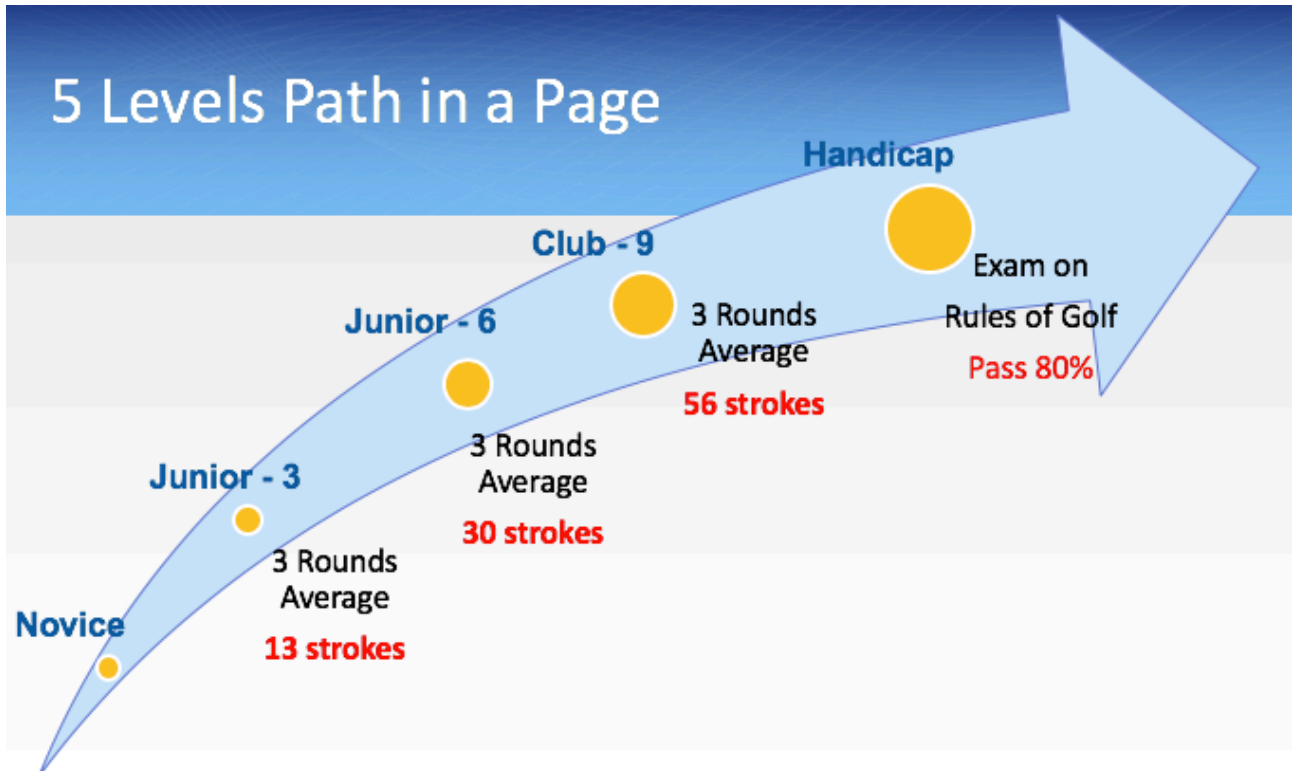 5 Levels Path in a Page
Handicap
Exam on
Rules of Golf
Pass 80%
Club - 9
3 Rounds
Average
56 strokes
Junior - 6
3 Rounds
Average
30 strokes
Junior - 3
3 Rounds
Average
13 strokes
Novice